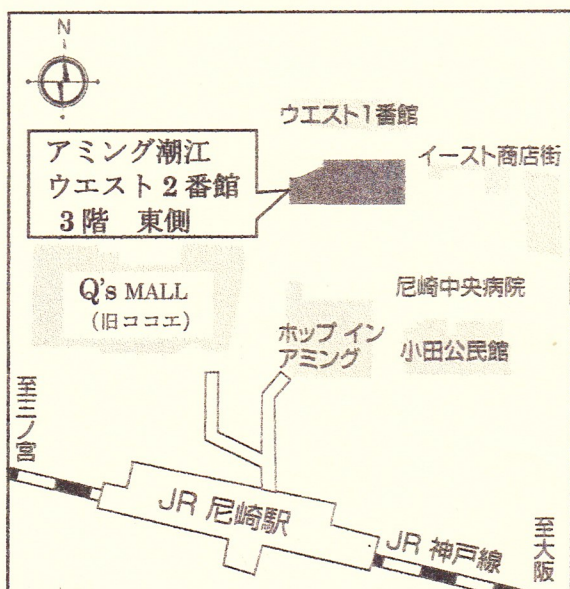 N
ウエスト1番館
イースト商店街
アミング潮江
ウエスト2番館
3階 東側
Q's MALL
(旧ココエ)
尼崎中央病院
ホップイン
アミング
小田公民館
至三ノ宮
JR 尼崎駅
JR 神戸線
至大阪